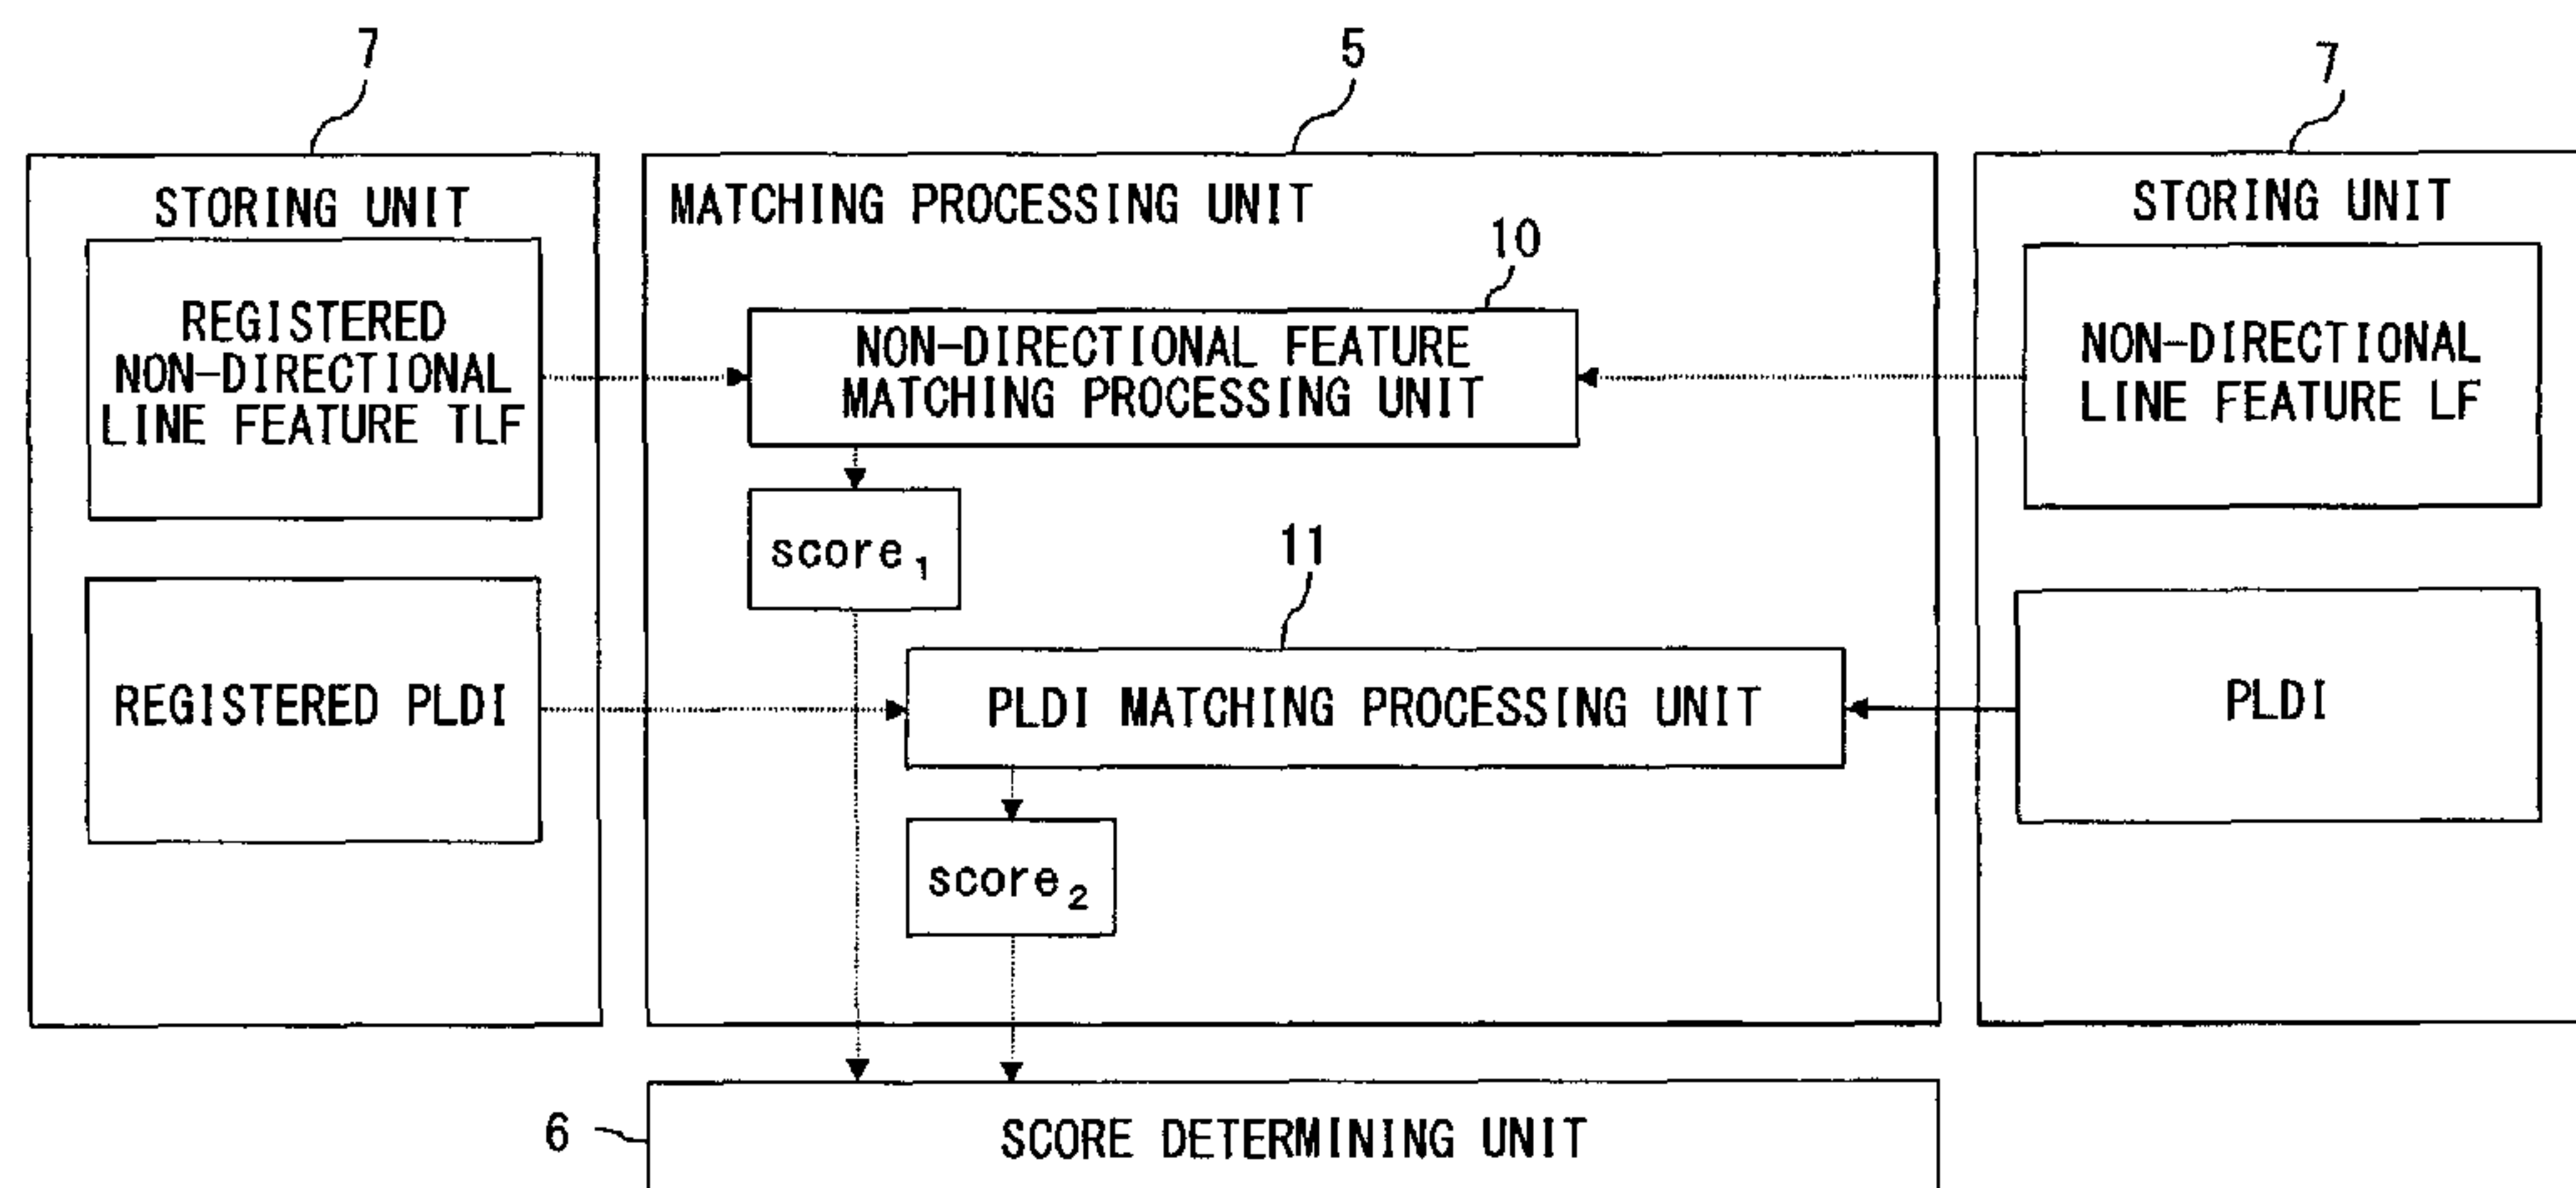 7
5
7
STORING UNIT
MATCHING PROCESSING UNIT
STORING UNIT
10
REGISTERED
NON-DIRECTIONAL
LINE FEATURE TLF
NON-DIRECTIONAL FEATURE
MATCHING PROCESSING UNIT
NON-DIRECTIONAL
LINE FEATURE LF
score1
11
REGISTERED PLDI
PLDI MATCHING PROCESSING UNIT
PLDI
score2
6
SCORE DETERMINING UNIT